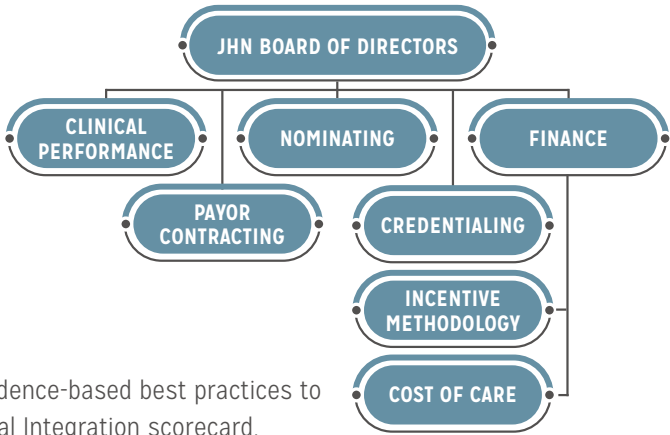 JHN BOARD OF DIRECTORS
CLINICAL
PERFORMANCE
NOMINATING
FINANCE
PAYOR
CONTRACTING
CREDENTIALING
INCENTIVE
METHODOLOGY
COST OF CARE
dence-based best practices to
al Integration scorecard.